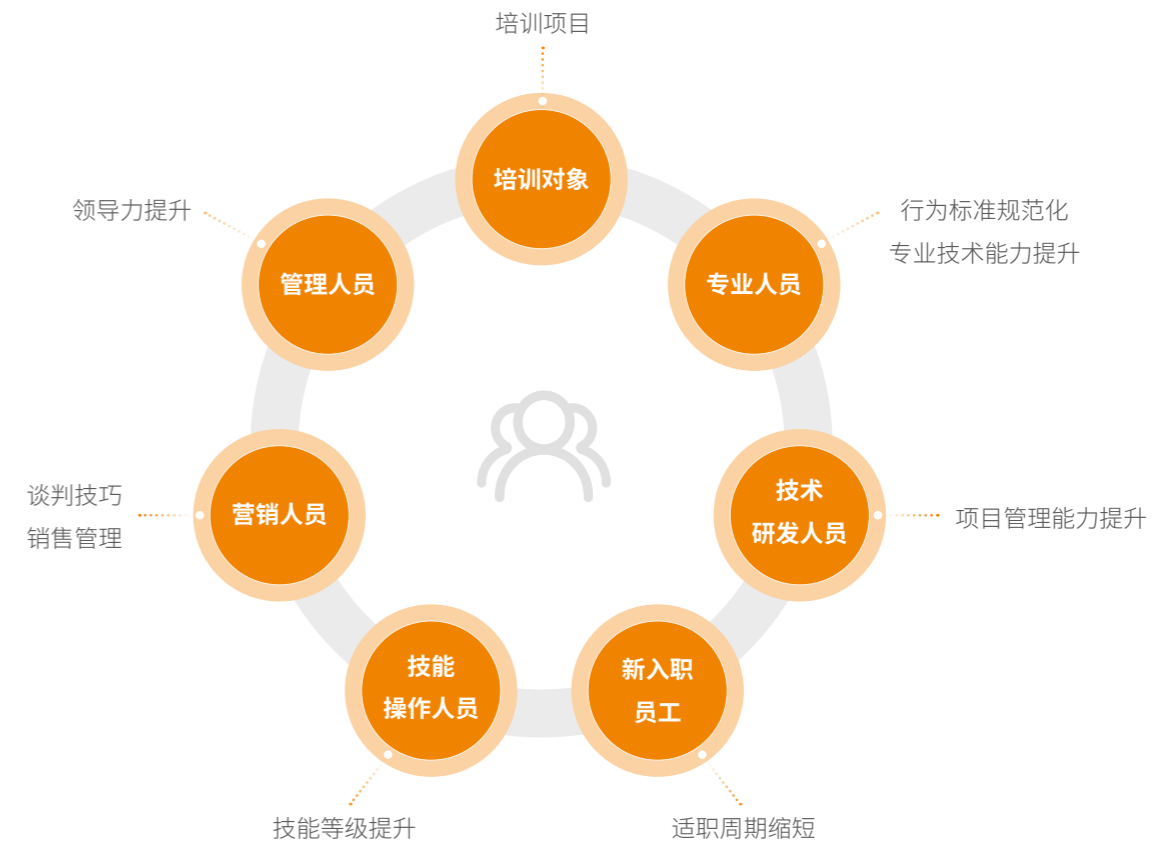 培训项目
培训对象
领导力提升
管理人员
行为标准规范化
专业技术能力提升
专业人员
谈判技巧
销售管理
营销人员
技术
研发人员
项目管理能力提升
技能
操作人员
新入职
员工
技能等级提升
适职周期缩短